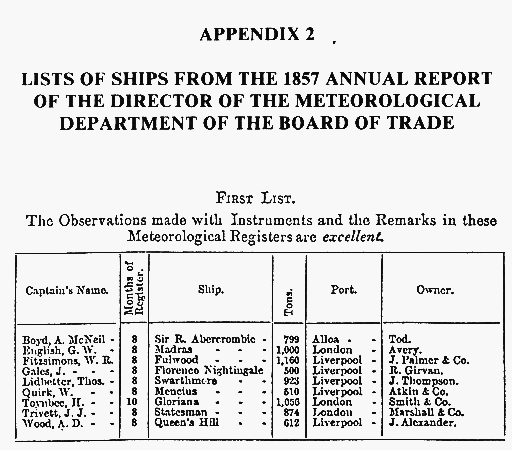 APPENDIX 2
LISTS OF SHIPS FROM THE 1857 ANNUAL REPORT
OF THE DIRECTOR OF THE METEOROLOGICAL
DEPARTMENT OF THE BOARD OF TRADE
FIRST LIST.
The Observations made with Instruments and the Remarks in these
Meteorological Registers are excellent.
Captain's Name. Months of Register. Ship. Tons. Port. Owner.
Boyd, A. McNeil - 8 Sir R. Abercrombie - 799 Alloa - - Tod.
English, G. W. - 8 Madras - - - 1,000 London - Avery.
Fitzsimons, W. R. 8 Fulwood - - - 1,160 Liverpool - J. Palmer & Co.
Gales, J. - - 8 Florence Nightingale 500 Liverpool - R. Girvan.
Lidbetter, Thos. - 8 Swarthmore - - 923 Liverpool - J. Thompson.
Quirk, W. - - 8 Mencius - - - 510 Liverpool - Atkin & Co.
Toynbee, H. - - 10 Gloriana - - - 1,056 London - Smith & Co.
Trivett, J. J. - - 8 Statesman - - - 874 London - Marshall & Co.
Wood, A. D. - - 8 Queen's Hill - - 612 Liverpool - J. Alexander.